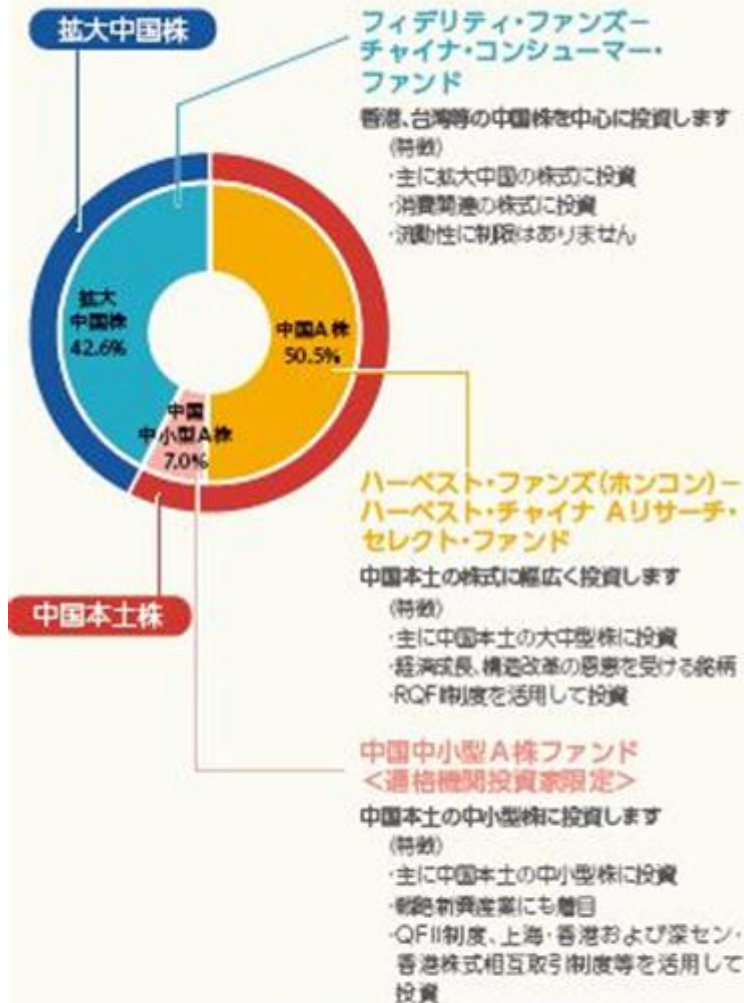 拡大中国株
フィデリティ・ファンズ－
チャイナ・コンシューマー・
ファンド
香港、台湾等の中国株を中心に投資します
(特徴)
・主に拡大中国の株式に投資
・消費関連の株式に投資
・流動性に制限はありません
拡大
中国株
42.6%
中国A株
50.5%
中国
中小型A株
7.0%
ハーベスト・ファンズ(ホンコン)－
ハーベスト・チャイナ Aリサーチ・
セレクト・ファンド
中国本土の株式に幅広く投資します
(特徴)
・主に中国本土の大中型株に投資
・経済成長、構造改革の恩恵を受ける銘柄
・RQFII制度を活用して投資
中国本土株
中国中小型A株ファンド
<適格機関投資家限定>
中国本土の中小型株に投資します
(特徴)
・主に中国本土の中小型株に投資
・戦略新興産業にも着目
・QFII制度、上海・香港および深セン・
香港株式相互取引制度等を活用して
投資